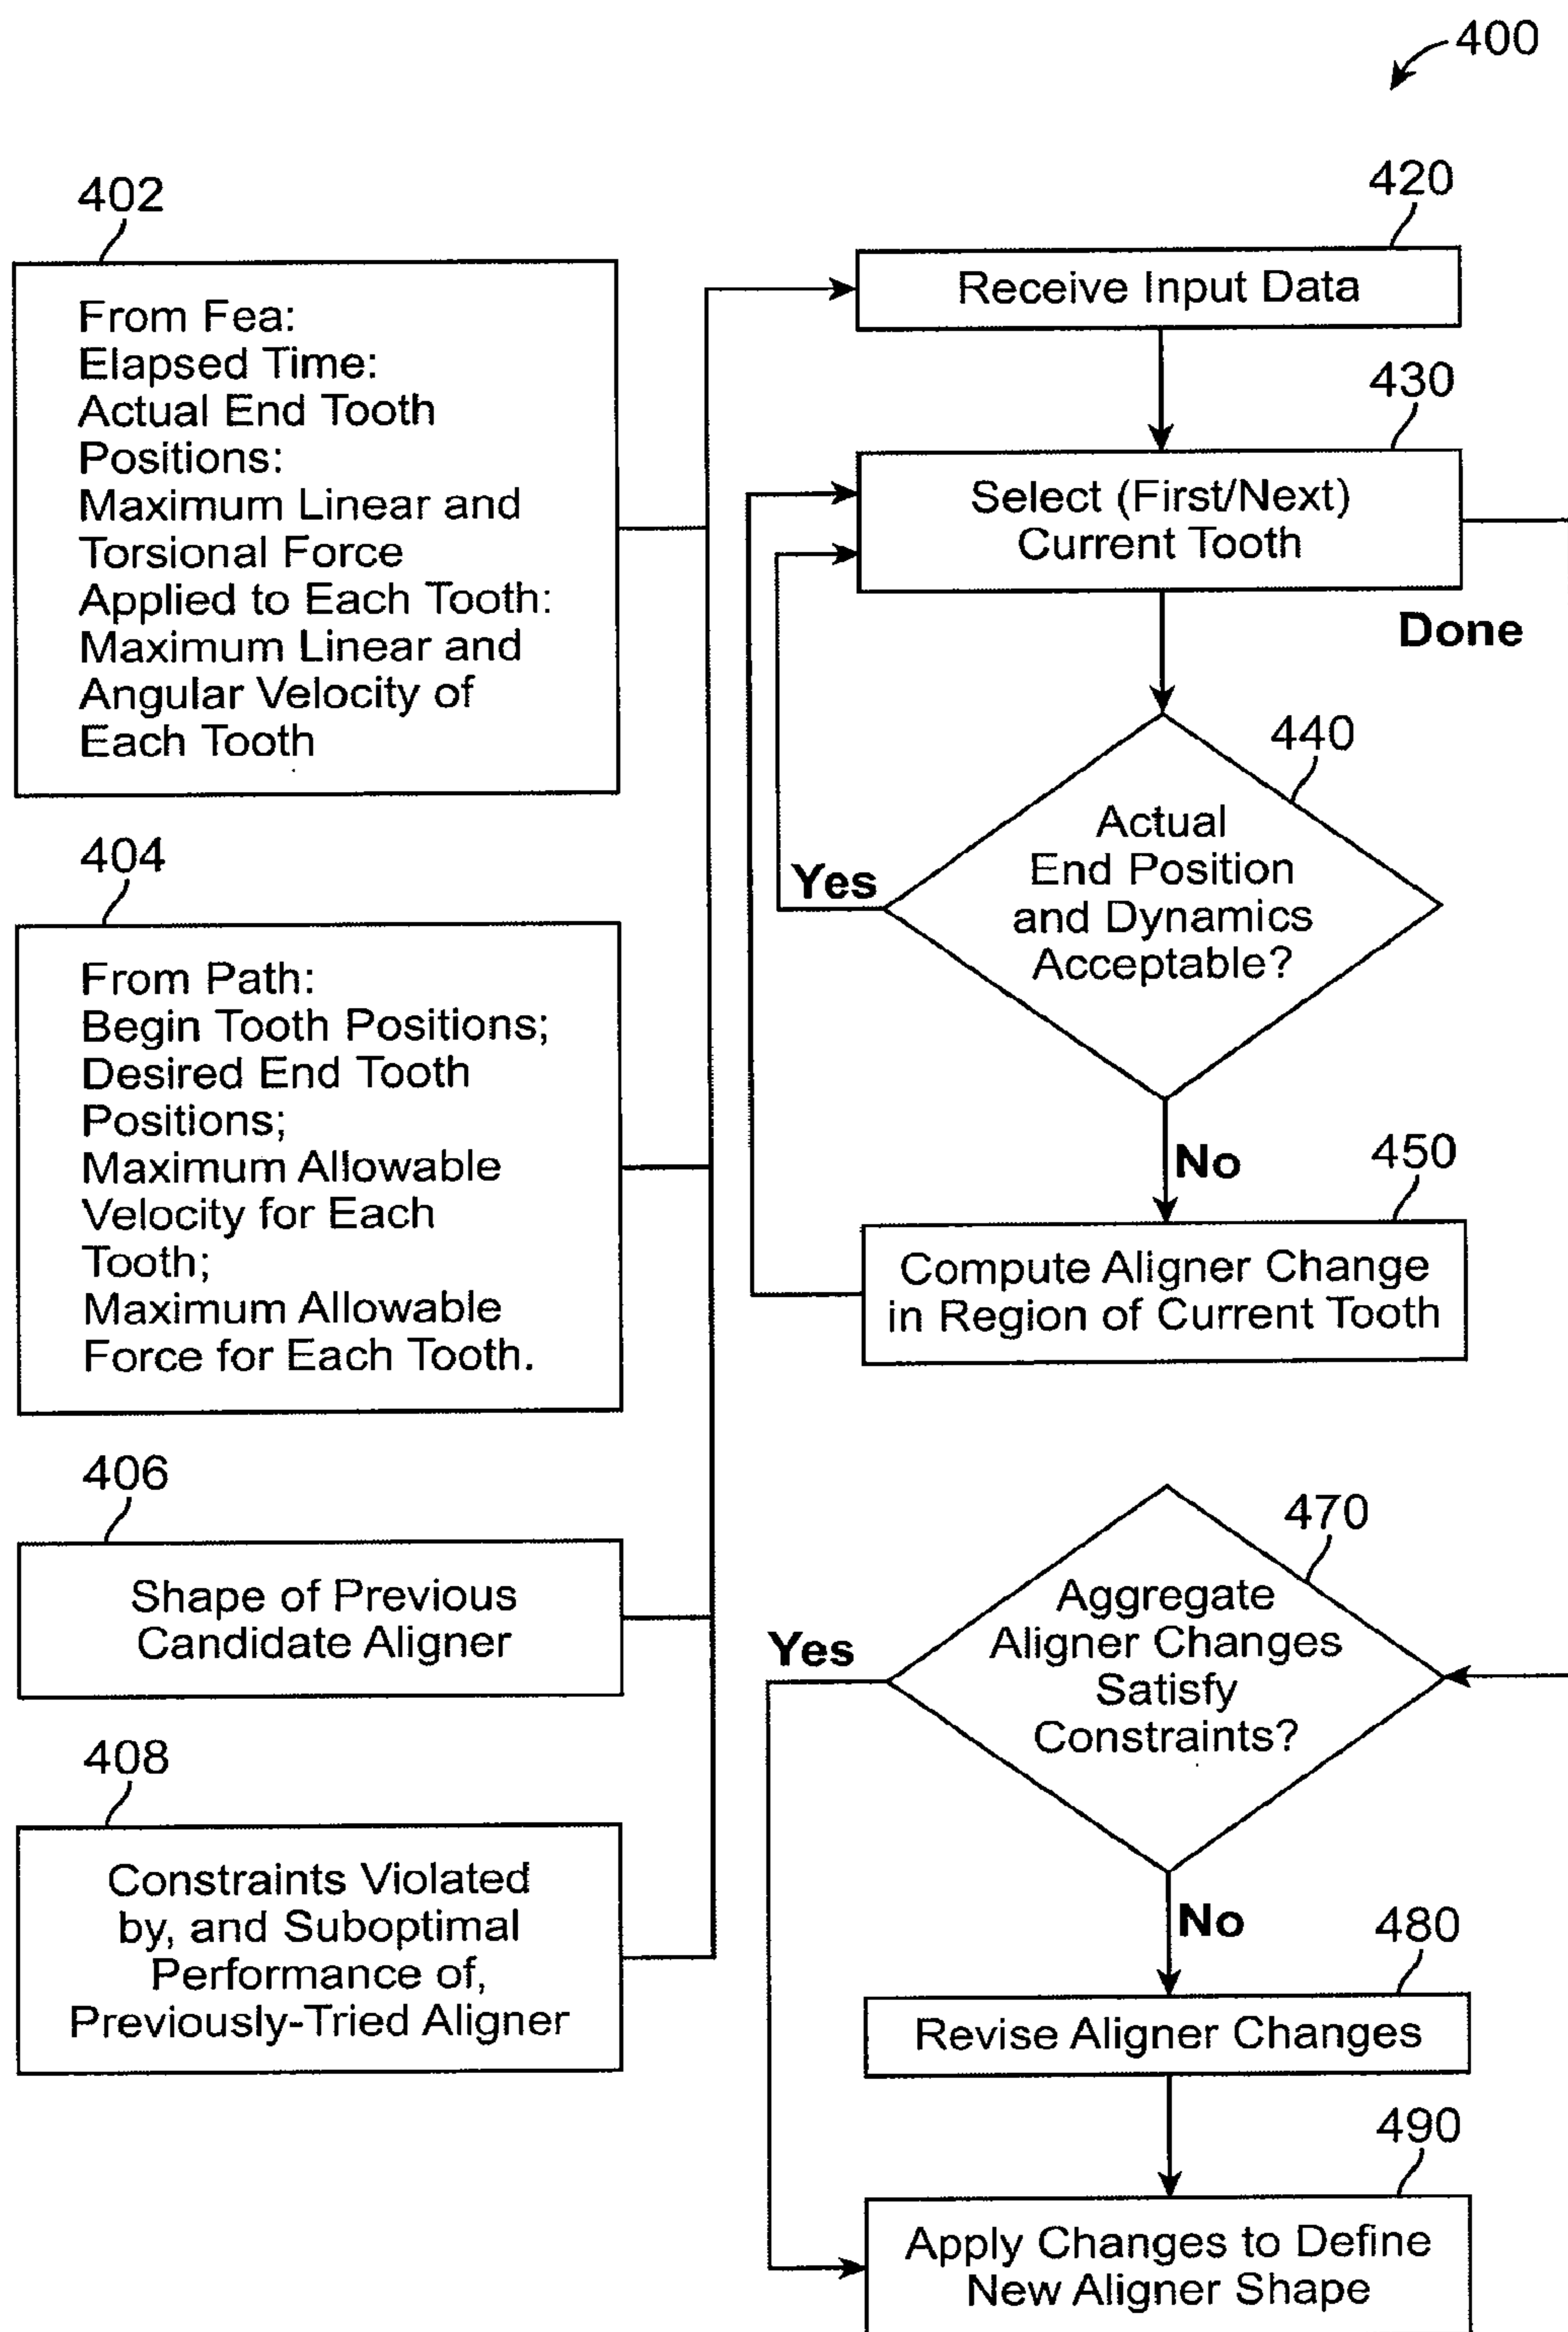 400
402
From Fea:
Elapsed Time:
Actual End Tooth
Positions:
Maximum Linear and
Torsional Force
Applied to Each Tooth:
Maximum Linear and
Angular Velocity of
Each Tooth
404
From Path:
Begin Tooth Positions;
Desired End Tooth
Positions;
Maximum Allowable
Velocity for Each
Tooth;
Maximum Allowable
Force for Each Tooth.
406
Shape of Previous
Candidate Aligner
408
Constraints Violated
by, and Suboptimal
Performance of,
Previously-Tried Aligner
420
Receive Input Data
430
Select (First/Next)
Current Tooth
Done
440
Actual
End Position
and Dynamics
Acceptable?
Yes
No
450
Compute Aligner Change
in Region of Current Tooth
470
Aggregate
Aligner Changes
Satisfy
Constraints?
Yes
No
480
Revise Aligner Changes
490
Apply Changes to Define
New Aligner Shape